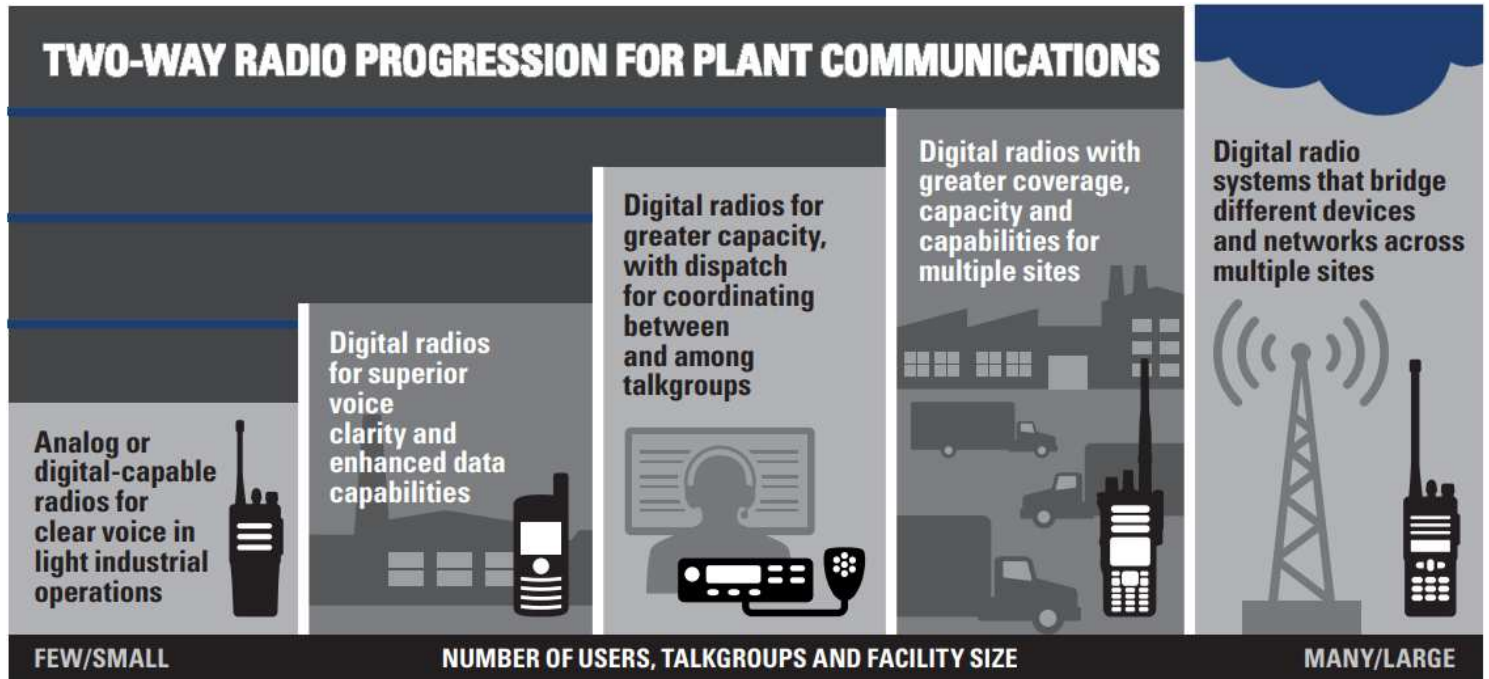 TWO-WAY RADIO PROGRESSION FOR PLANT COMMUNICATIONS
Analog or
digital-capable
radios for
clear voice in
light industrial
operations
Digital radios
for superior
voice
clarity and
enhanced data
capabilities
Digital radios for
greater capacity,
with dispatch
for coordinating
between
and among
talkgroups
Digital radios with
greater coverage,
capacity and
capabilities for
multiple sites
Digital radio
systems that bridge
different devices
and networks across
multiple sites
FEW/SMALL
NUMBER OF USERS, TALKGROUPS AND FACILITY SIZE
MANY/LARGE